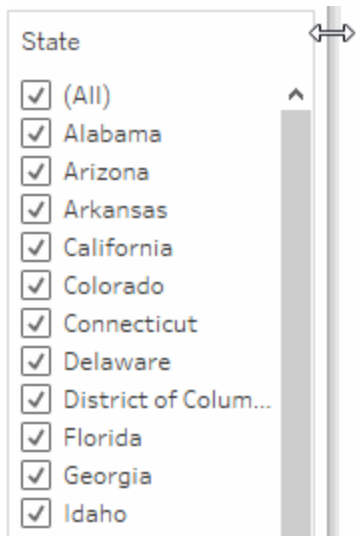 State
(All)
Alabama
Arizona
Arkansas
California
Colorado
Connecticut
Delaware
District of Colum...
Florida
Georgia
Idaho